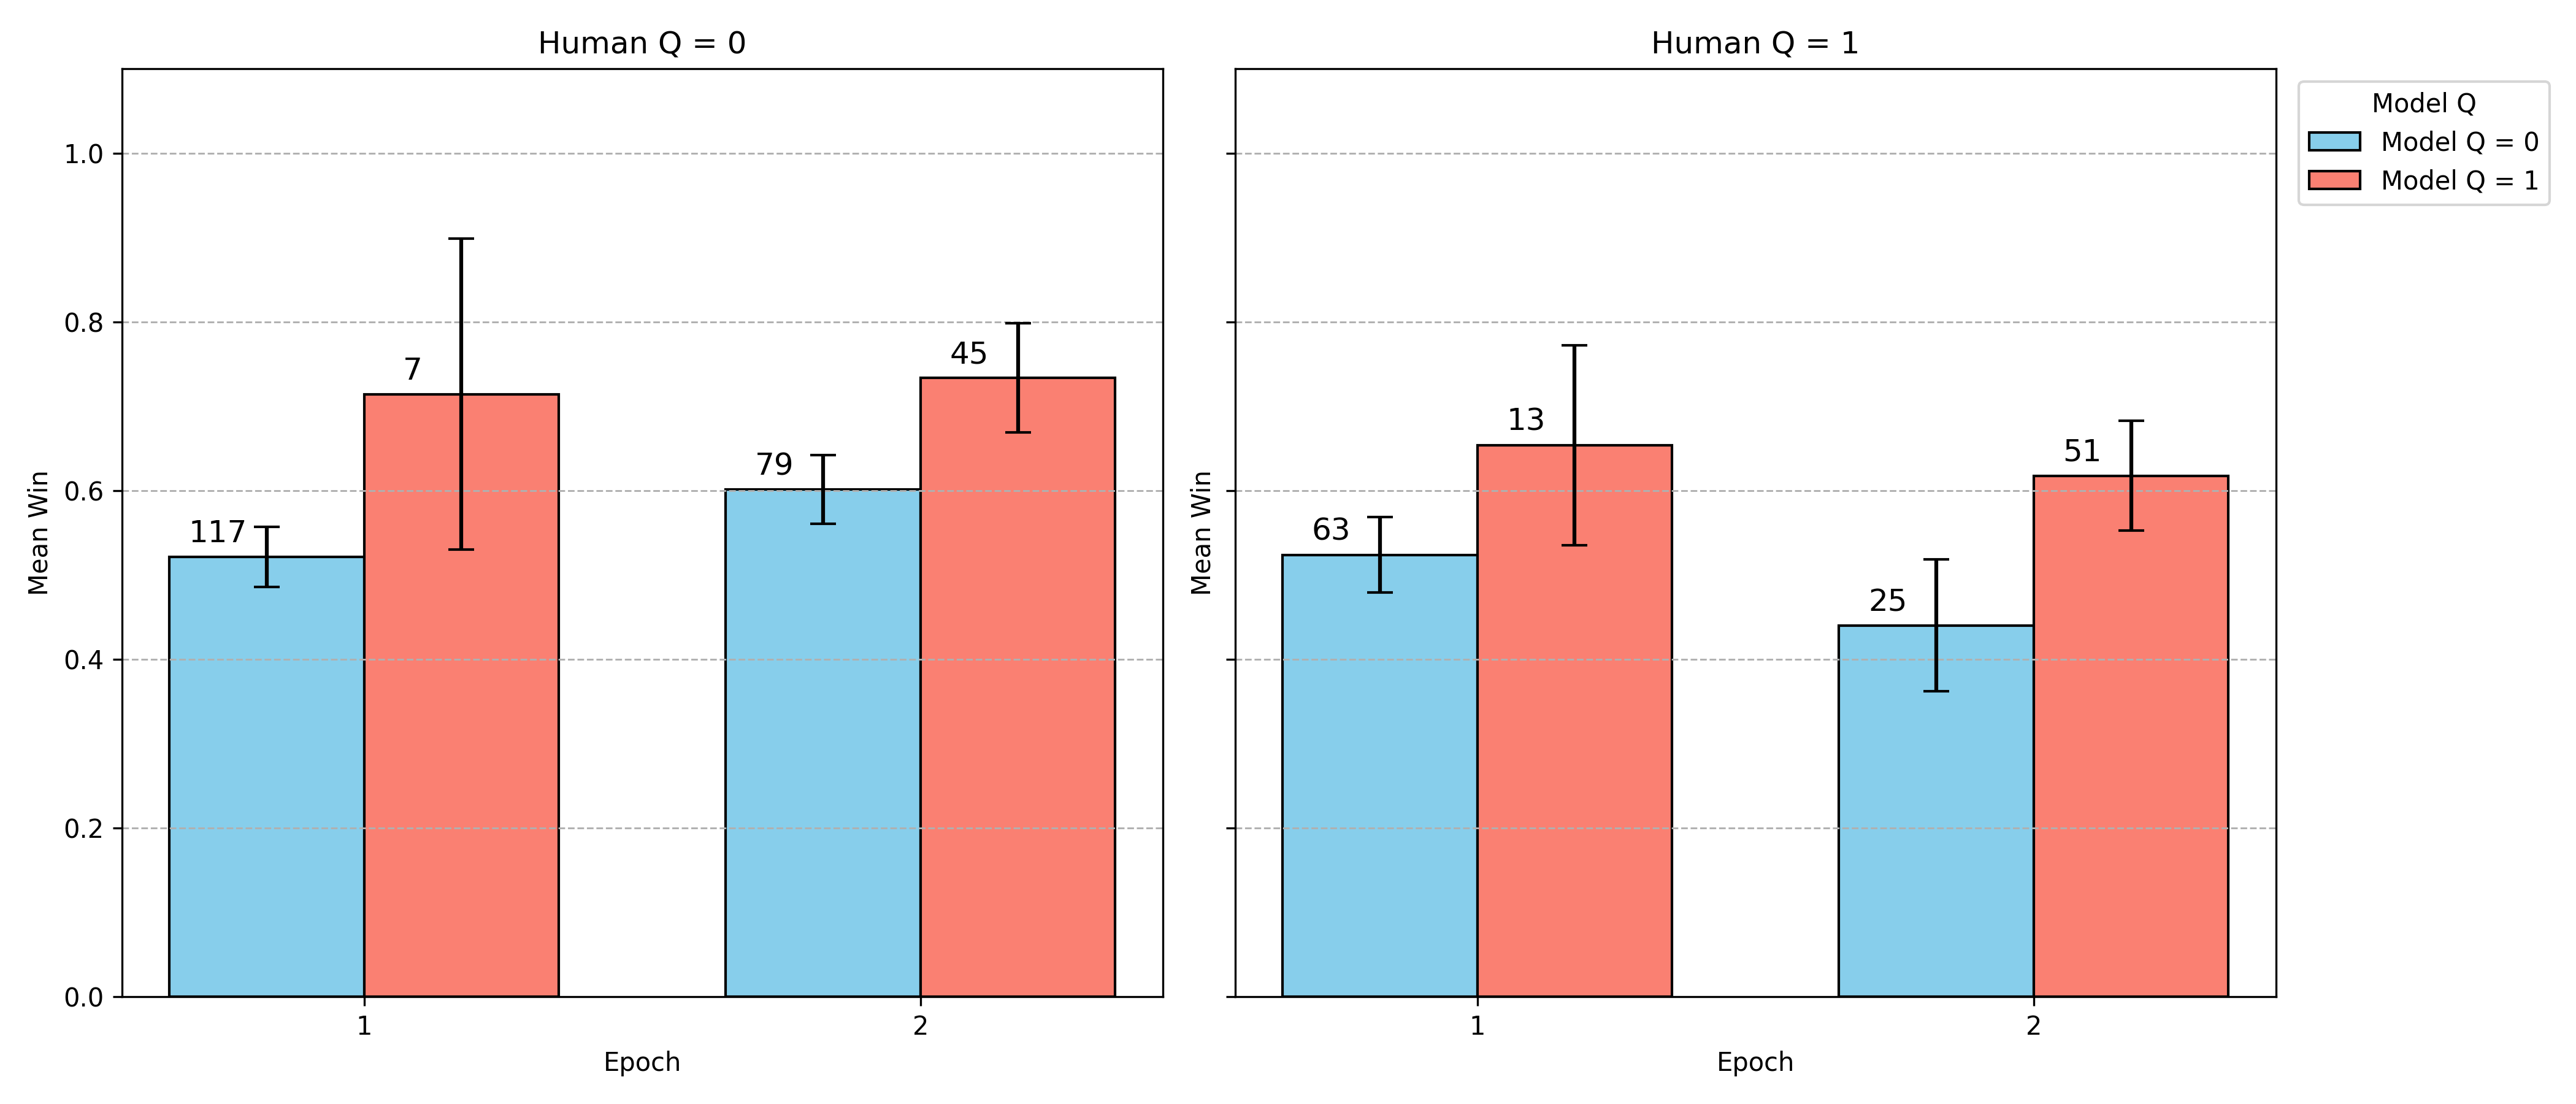 Human Q = 0
Mean Win
1.0
0.8
0.6
0.4
0.2
0.0
117
7
79
45
1
2
Epoch
Human Q = 1
Mean Win
63
13
25
51
1
2
Epoch
Model Q
Model Q = 0
Model Q = 1